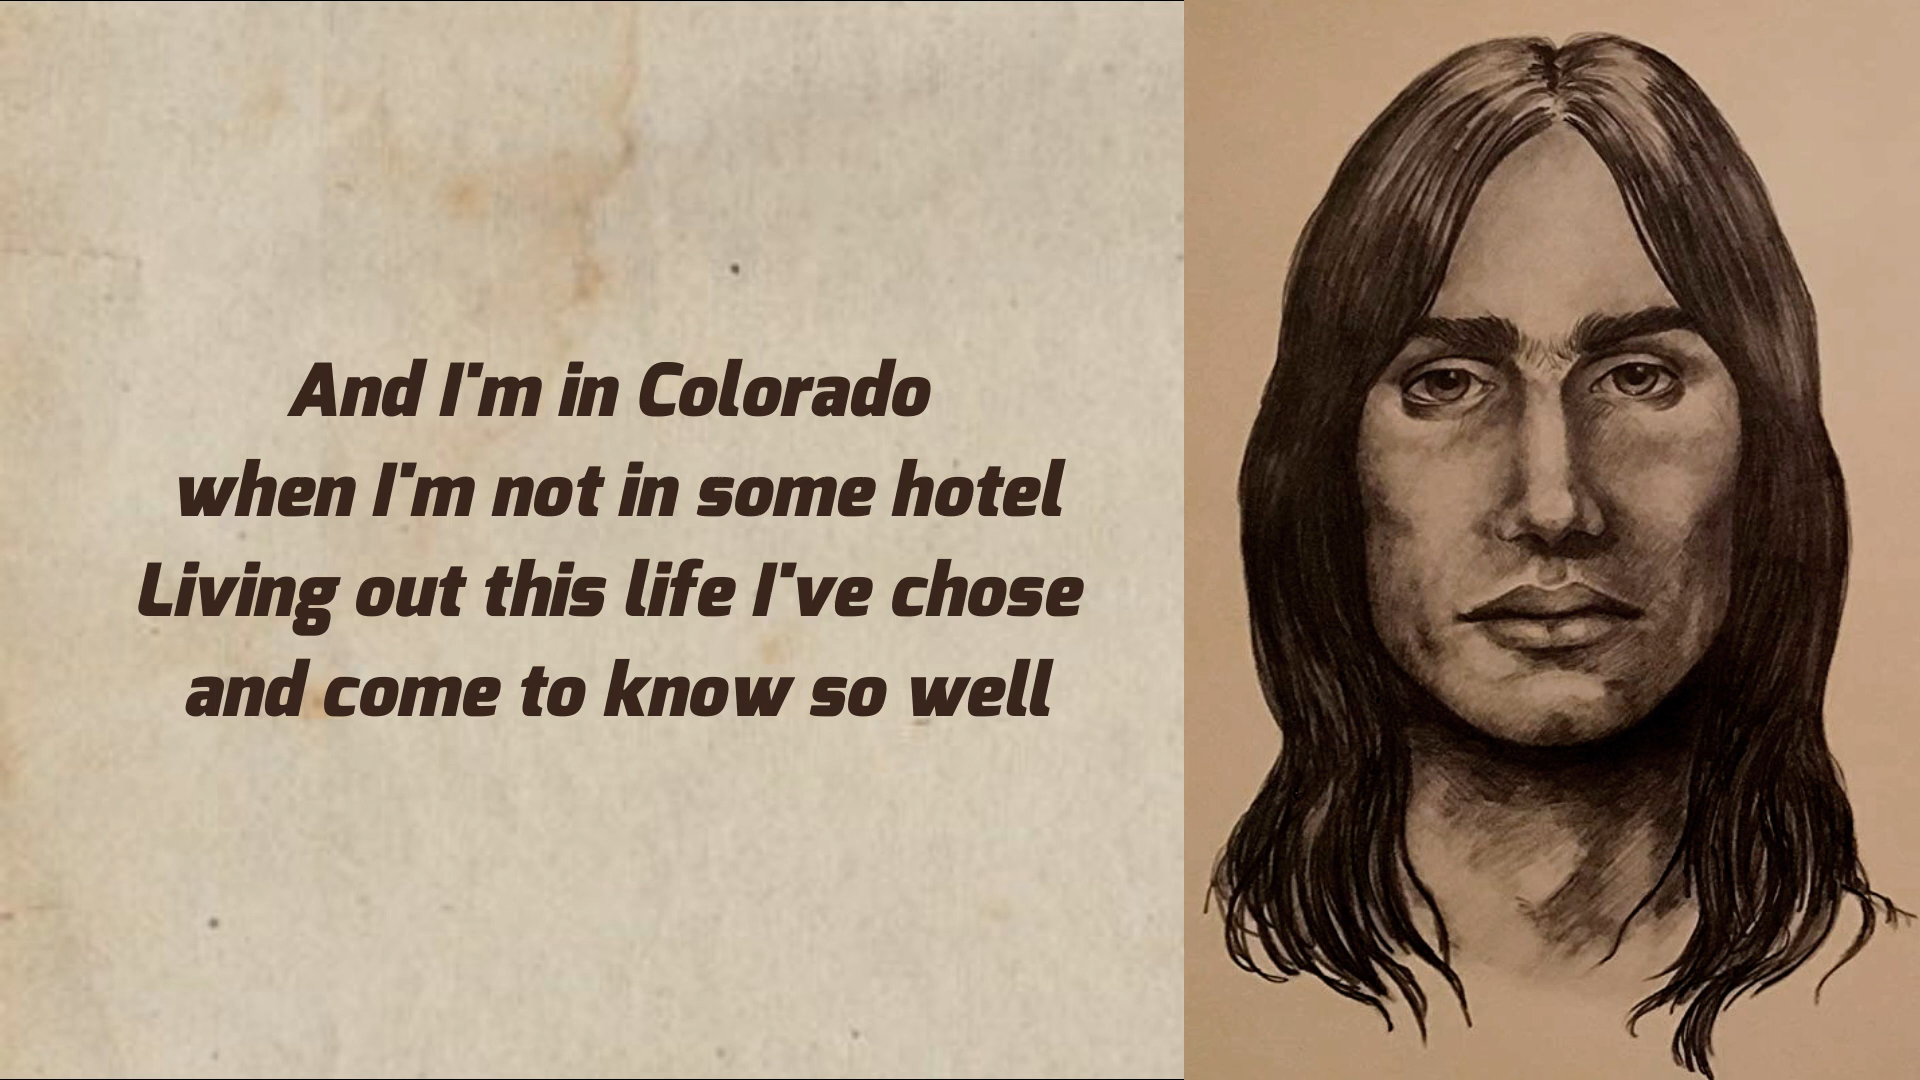 And I'm in Colorado
when I'm not in some hotel
Living out this life I've chose
and come to know so well